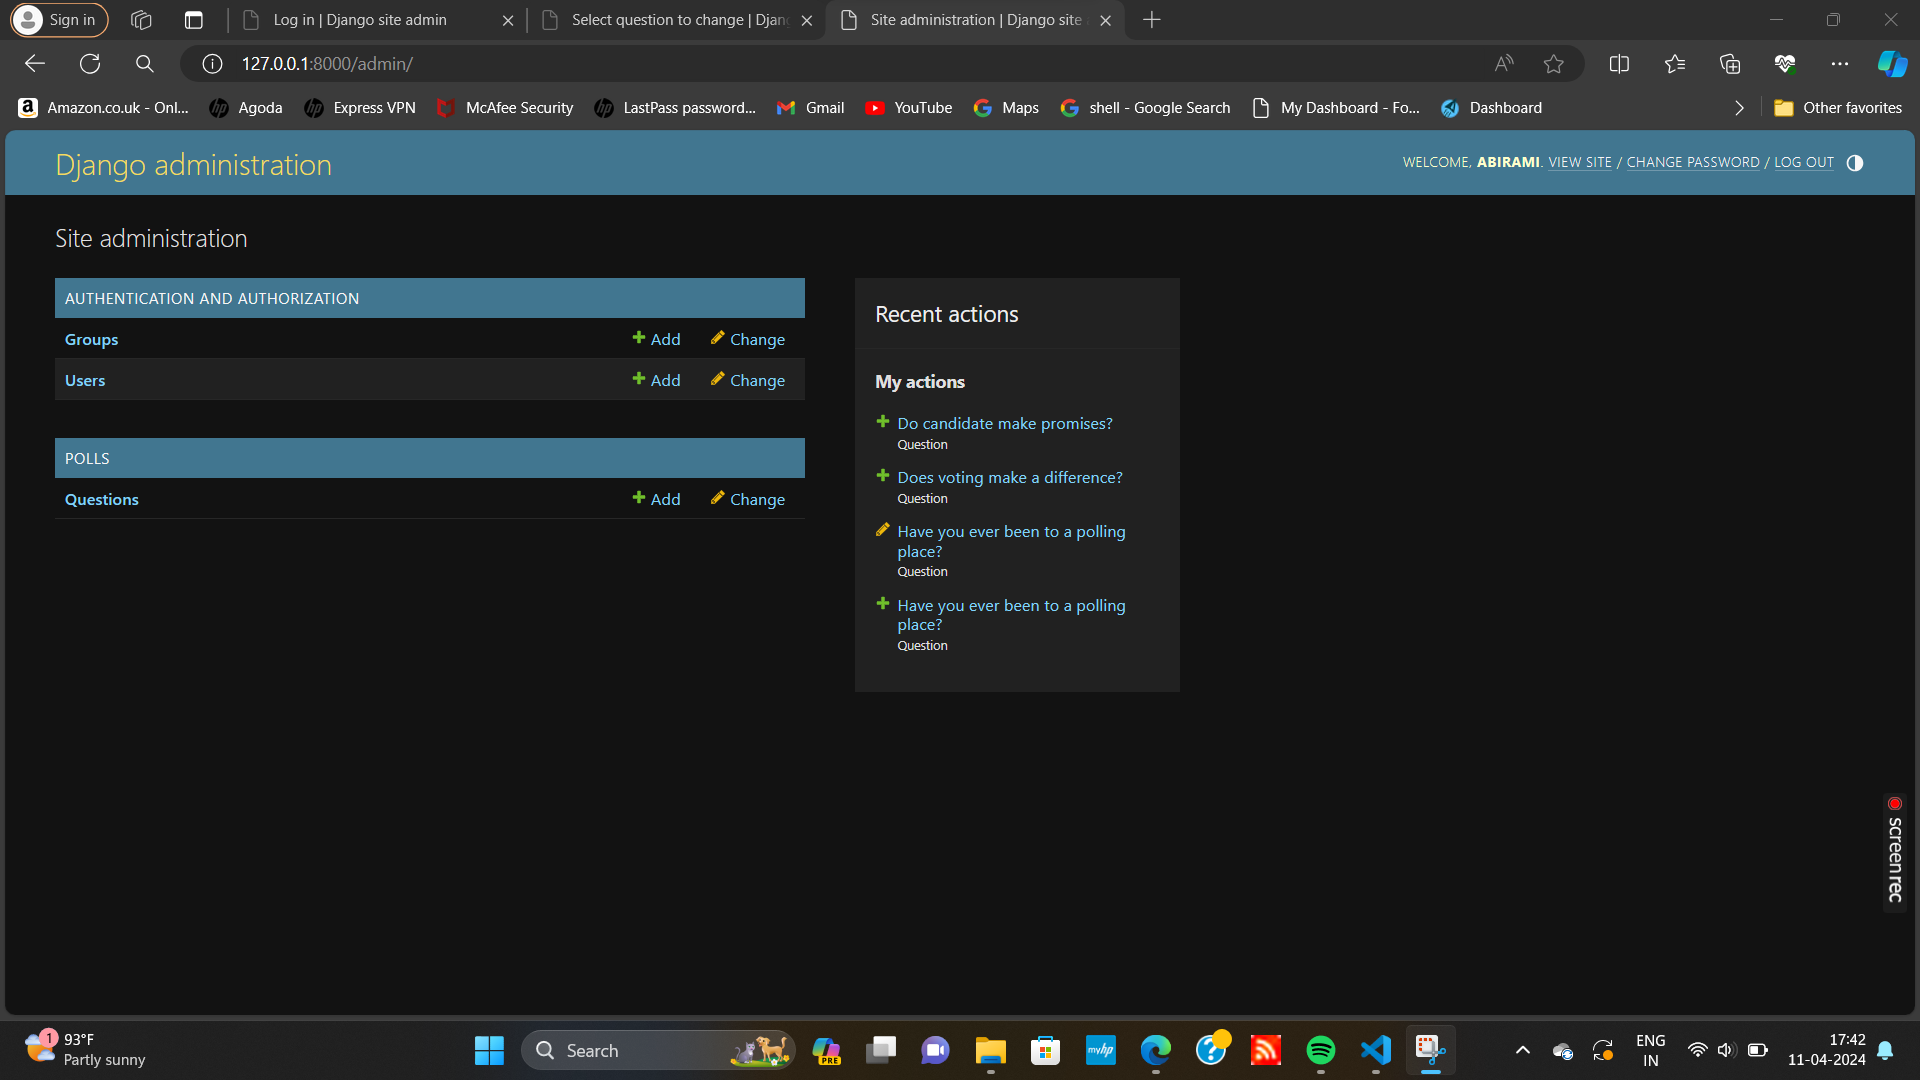 Sign in
Log in | Django site admin
Select question to change | Djan
Site administration | Django site
127.0.0.1:8000/admin/
Amazon.co.uk - Onl...
Agoda
Express VPN
McAfee Security
LastPass password...
Gmail
YouTube
Maps
shell - Google Search
My Dashboard - Fo...
Dashboard
Other favorites
Django administration
WELCOME, ABIRAMI. VIEW SITE / CHANGE PASSWORD / LOG OUT
Site administration
AUTHENTICATION AND AUTHORIZATION
Groups Add Change
Users Add Change
POLLS
Questions Add Change
Recent actions
My actions
Do candidate make promises?
Question
Does voting make a difference?
Question
Have you ever been to a polling
place?
Question
Have you ever been to a polling
place?
Question
screenrec
1
93°F
Partly sunny
Search
PRE
myhp
ENG
IN
17:42
11-04-2024